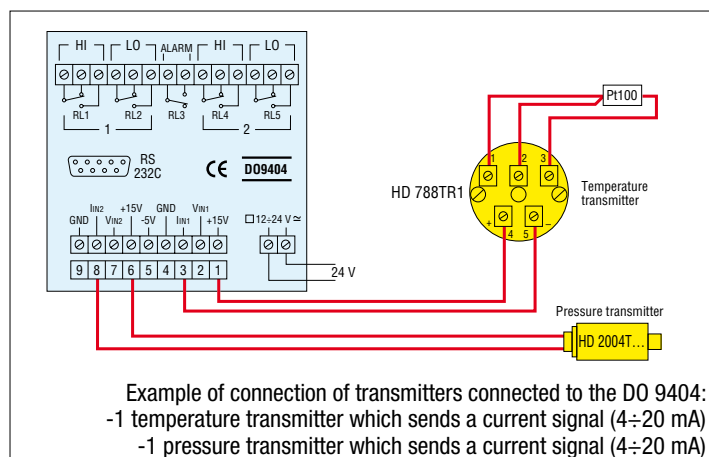 HI LO ALARM HI LO
RL1 RL2 RL3 RL4 RL5
1 2
RS
232C
CE DO9404
IIN2 +15V GND VIN1
GND VIN2 -5V IIN1 +15V
12÷24 V ≃
9 8 7 6 5 4 3 2 1
24 V
Pt100
1 2 3
HD 788TR1
Temperature
transmitter
+ 4 5 −
Pressure transmitter
HD 2004T...
Example of connection of transmitters connected to the DO 9404:
-1 temperature transmitter which sends a current signal (4÷20 mA)
-1 pressure transmitter which sends a current signal (4÷20 mA)